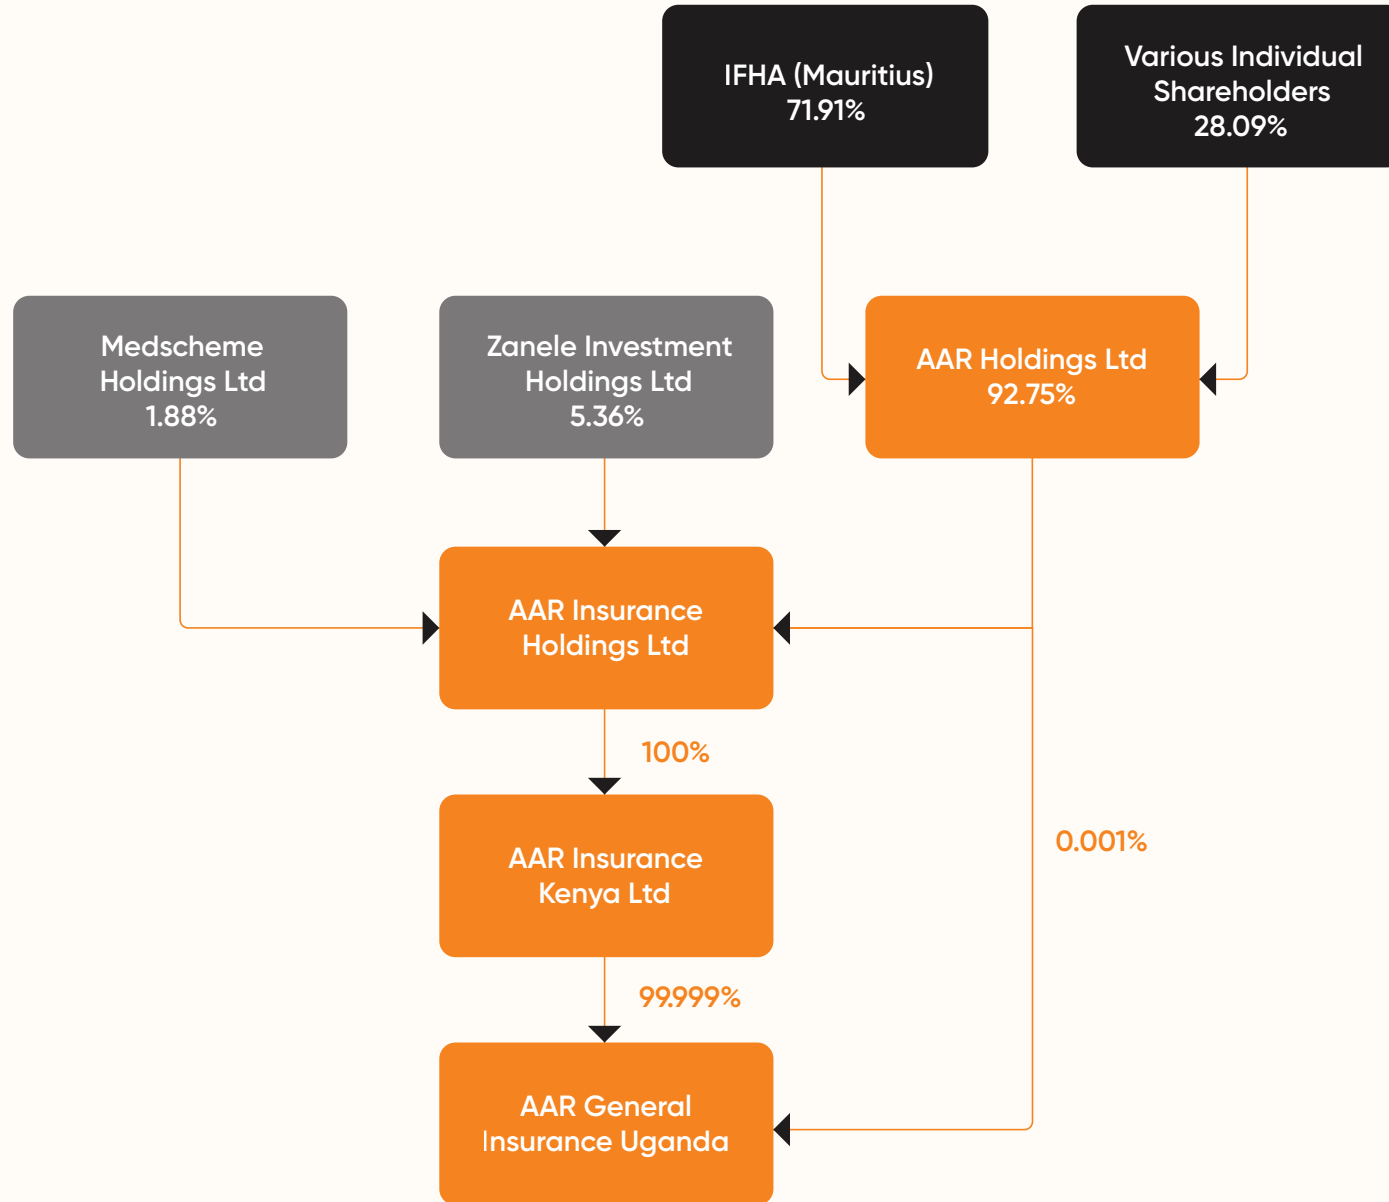 IFHA (Mauritius)
71.91%
Various Individual
Shareholders
28.09%
Medscheme
Holdings Ltd
1.88%
Zanele Investment
Holdings Ltd
5.36%
AAR Holdings Ltd
92.75%
AAR Insurance
Holdings Ltd
100%
AAR Insurance
Kenya Ltd
0.001%
99.999%
AAR General
Insurance Uganda